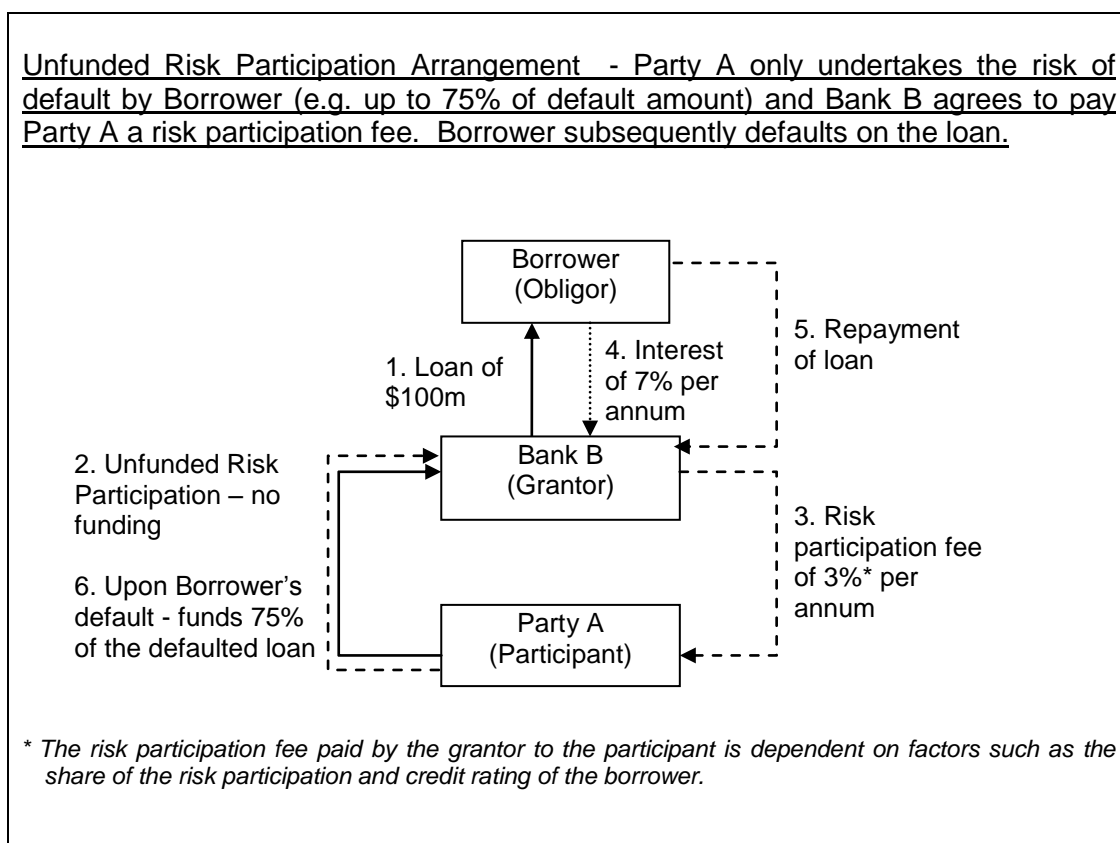 Unfunded Risk Participation Arrangement - Party A only undertakes the risk of
default by Borrower (e.g. up to 75% of default amount) and Bank B agrees to pay
Party A a risk participation fee. Borrower subsequently defaults on the loan.
Borrower
(Obligor)
1. Loan of
$100m
4. Interest
of 7% per
annum
5. Repayment
of loan
Bank B
(Grantor)
2. Unfunded Risk
Participation – no
funding
3. Risk
participation fee
of 3%* per
annum
6. Upon Borrower’s
default - funds 75%
of the defaulted loan
Party A
(Participant)
* The risk participation fee paid by the grantor to the participant is dependent on factors such as the
share of the risk participation and credit rating of the borrower.